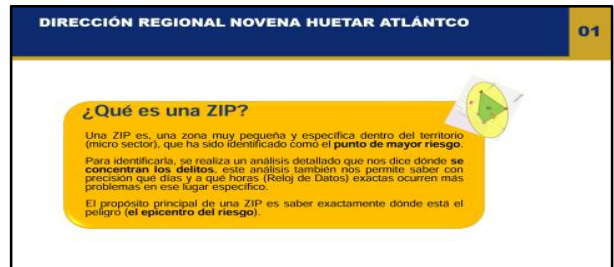 DIRECCIÓN REGIONAL NOVENA HUETAR ATLÁNTCO
01
¿Qué es una ZIP?
Una ZIP es, una zona muy pequeña y específica dentro del territorio
(micro sector), que ha sido identificado como el punto de mayor riesgo.
Para identificarla, se realiza un análisis detallado que nos dice dónde se
concentran los delitos, este análisis también nos permite saber con
precisión qué días y a qué horas (Reloj de Datos) exactas ocurren más
problemas en ese lugar específico.
El propósito principal de una ZIP es saber exactamente dónde está el
peligro (el epicentro del riesgo).